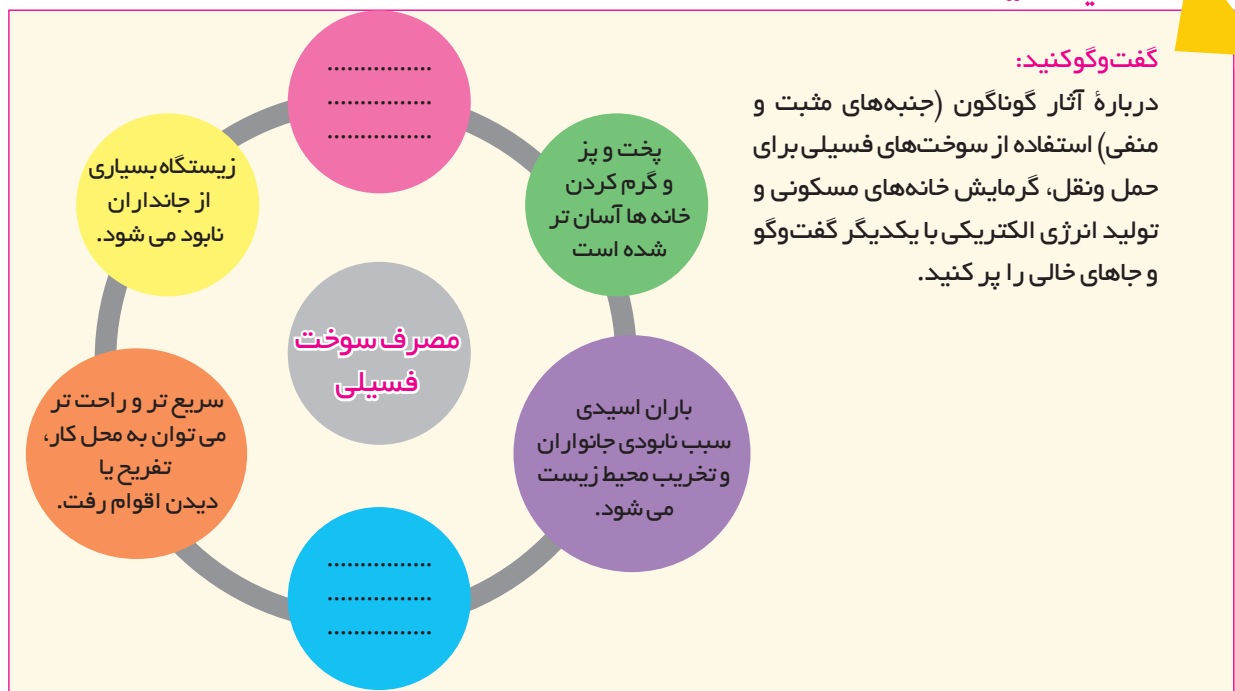 گفت‌وگو کنید:
دربارهٔ آثار گوناگون (جنبه‌های مثبت و
منفی) استفاده از سوخت‌های فسیلی برای
حمل ونقل، گرمایش خانه‌های مسکونی و
تولید انرژی الکتریکی با یکدیگر گفت‌وگو
و جاهای خالی را پر کنید.
................
................
................
پخت و پز
و گرم کردن
خانه ها آسان تر
شده است
باران اسیدی
سبب نابودی جانواران
و تخریب محیط زیست
می شود.
................
................
................
سریع تر و راحت تر
می توان به محل کار،
تفریح یا
دیدن اقوام رفت.
زیستگاه بسیاری
از جانداران
نابود می شود.
مصرف سوخت
فسیلی